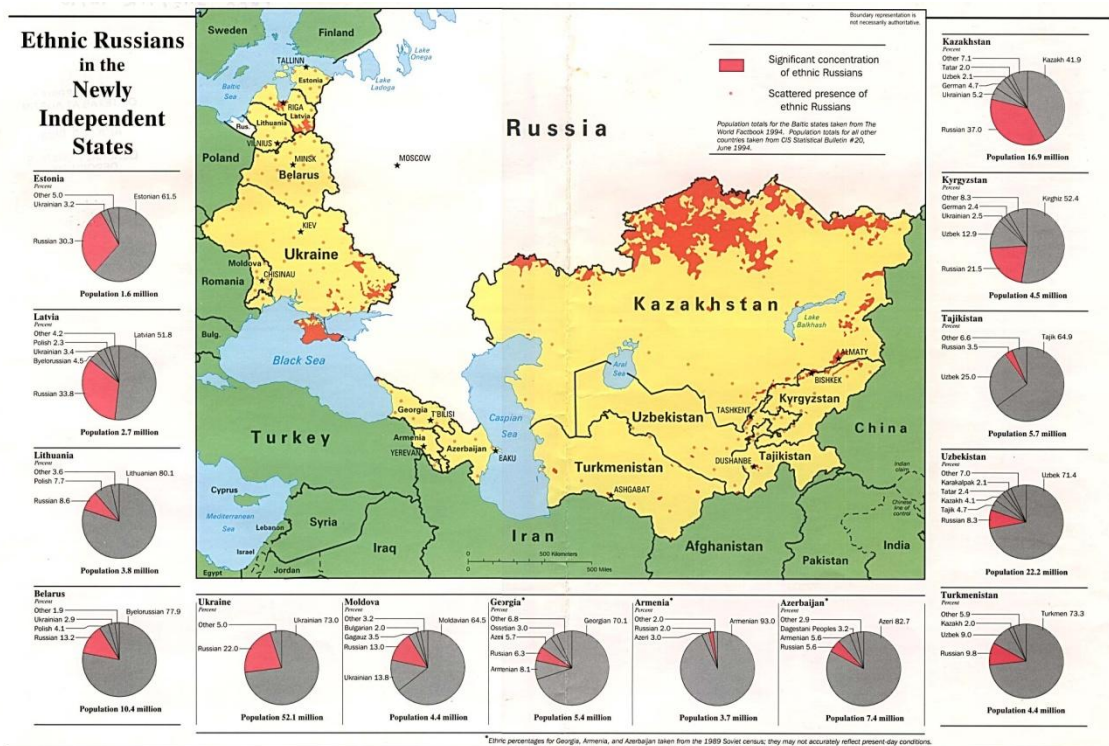 Ethnic Russians
in the
Newly
Independent
States
Estonia
Percent
Other 5.0
Ukrainian 3.2
Estonian 61.5
Russian 30.3
Population 1.6 million
Latvia
Percent
Other 4.2
Polish 2.3
Ukrainian 3.4
Byelorussian 4.5
Latvian 51.8
Russian 33.8
Population 2.7 million
Lithuania
Percent
Other 3.6
Polish 7.7
Lithuanian 80.1
Russian 8.6
Population 3.8 million
Belarus
Percent
Other 1.9
Ukrainian 2.9
Polish 4.1
Russian 13.2
Byelorussian 77.9
Population 10.4 million
Boundary representation is
not necessarily authoritative.
Significant concentration
of ethnic Russians
Scattered presence of
ethnic Russians
Population totals for the Baltic states taken from The
World Factbook 1994. Population totals for all other
countries taken from CIS Statistical Bulletin #20,
June 1994.
Sweden
Finland
Lake
Onega
Lake
Ladoga
TALLINN
Estonia
Baltic
Sea
RIGA
Latvia
Lithuania
Rus.
VILNIUS
Russia
MOSCOW
Poland
MINSK
Belarus
KIEV
Ukraine
Moldova
CHISINAU
Romania
Kazakhstan
Lake
Balkhash
Bulg.
Black Sea
Aral
Sea
ALMATY
BISHKEK
Georgia
T'BILISI
Caspian
Sea
Uzbekistan
TASHKENT
Kyrgyzstan
Turkey
Armenia
YEREVAN
Azerbaijan
BAKU
China
Turkmenistan
DUSHANBE
Tajikistan
ASHGABAT
Cyprus
Mediterranean
Sea
Lebanon
Syria
Israel
Iraq
Iran
Afghanistan
Indian
claim
Chinese
line of
control
Egypt
Jordan
Pakistan
India
0
500 Kilometers
0
500 Miles
Ukraine
Percent
Other 5.0
Ukrainian 73.0
Russian 22.0
Population 52.1 million
Moldova
Percent
Other 3.2
Bulgarian 2.0
Gagauz 3.5
Russian 13.0
Moldavian 64.5
Ukrainian 13.8
Population 4.4 million
Georgia*
Percent
Other 6.8
Ossetian 3.0
Azeri 5.7
Russian 6.3
Armenian 8.1
Georgian 70.1
Population 5.4 million
Armenia*
Percent
Other 2.0
Russian 2.0
Azeri 3.0
Armenian 93.0
Population 3.7 million
Azerbaijan*
Percent
Other 2.9
Dagestani Peoples 3.2
Armenian 5.6
Russian 5.6
Azeri 82.7
Population 7.4 million
Kazakhstan
Percent
Other 7.1
Tatar 2.0
Uzbek 2.1
German 4.7
Ukrainian 5.2
Kazakh 41.9
Russian 37.0
Population 16.9 million
Kyrgyzstan
Percent
Other 8.3
German 2.4
Ukrainian 2.5
Uzbek 12.9
Kirghiz 52.4
Russian 21.5
Population 4.5 million
Tajikistan
Percent
Other 6.6
Russian 3.5
Tajik 64.9
Uzbek 25.0
Population 5.7 million
Uzbekistan
Percent
Other 7.0
Karakalpak 2.1
Tatar 2.4
Kazakh 4.1
Tajik 4.7
Russian 8.3
Uzbek 71.4
Population 22.2 million
Turkmenistan
Percent
Other 5.9
Kazakh 2.0
Uzbek 9.0
Turkmen 73.3
Russian 9.8
Population 4.4 million
*Ethnic percentages for Georgia, Armenia, and Azerbaijan taken from the 1989 Soviet census; they may not accurately reflect present-day conditions.